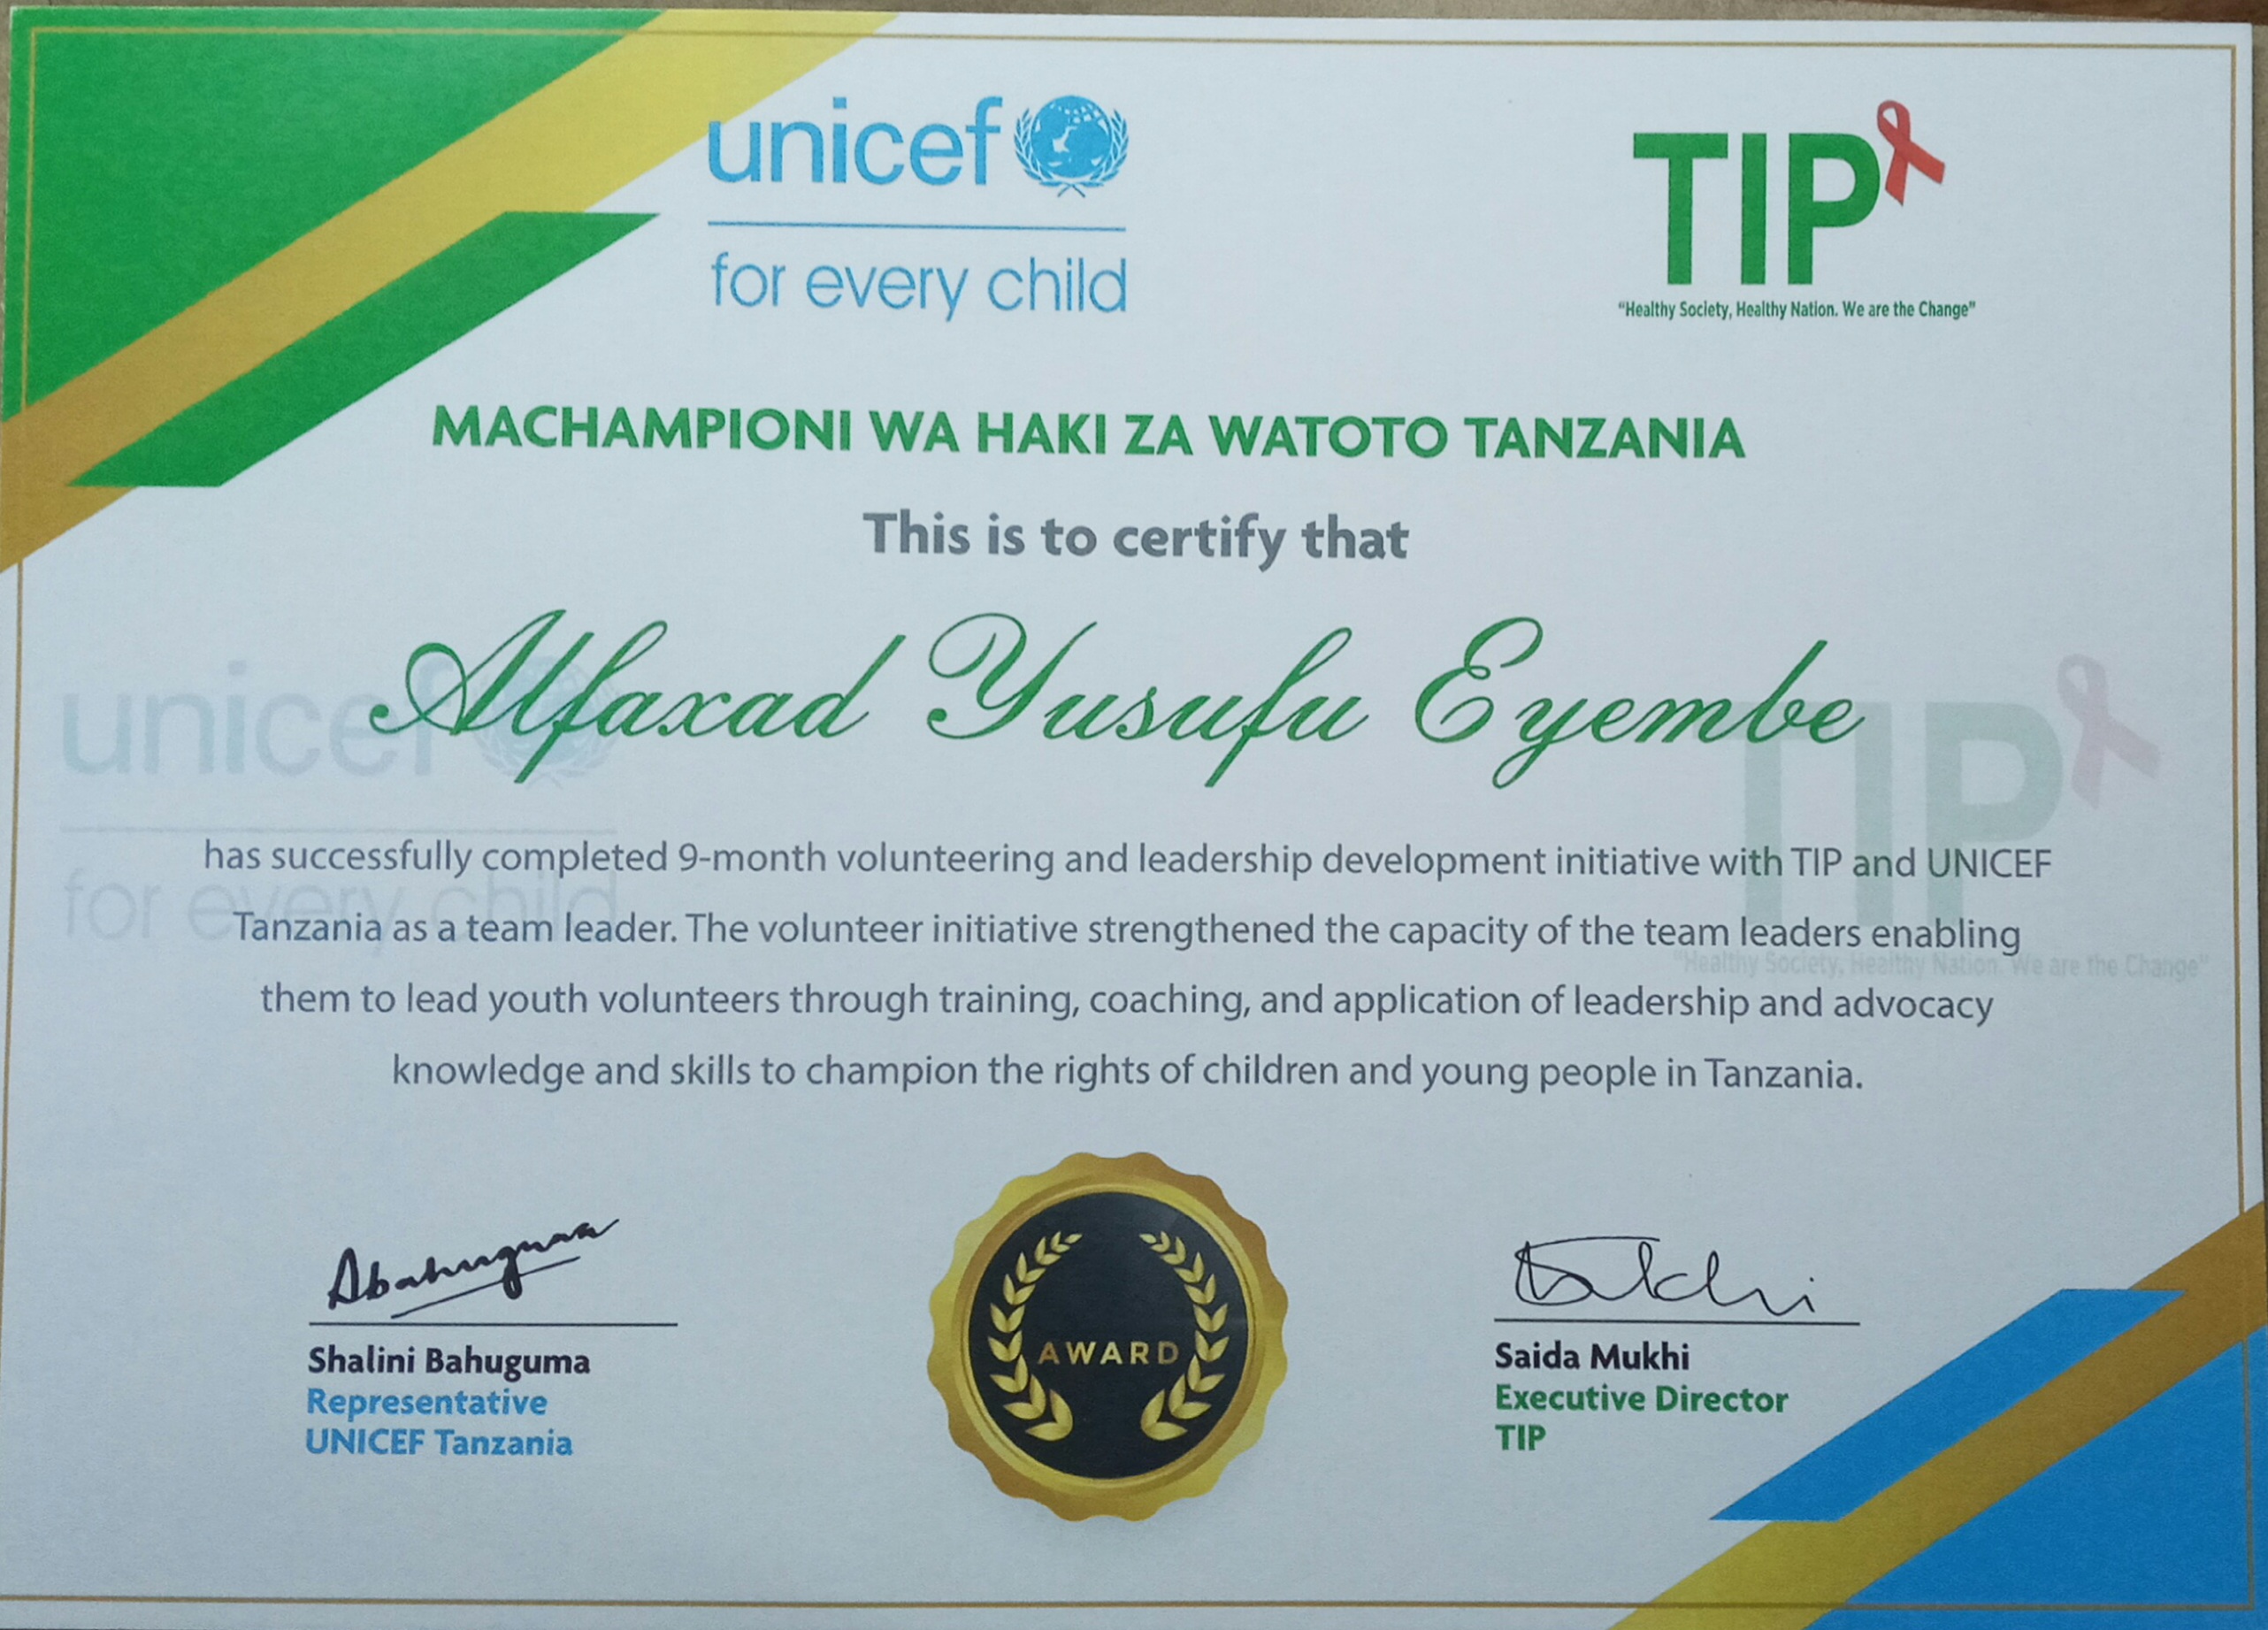 unicef
for every child
TIP
"Healthy Society, Healthy Nation. We are the Change"
MACHAMPIONI WA HAKI ZA WATOTO TANZANIA
This is to certify that
Alfaxad Yusufu Eyembe
unicef
for every child
TIP
"Healthy Society, Healthy Nation. We are the Change"
has successfully completed 9-month volunteering and leadership development initiative with TIP and UNICEF
Tanzania as a team leader. The volunteer initiative strengthened the capacity of the team leaders enabling
them to lead youth volunteers through training, coaching, and application of leadership and advocacy
knowledge and skills to champion the rights of children and young people in Tanzania.
Shalini Bahuguma
Representative
UNICEF Tanzania
AWARD
Saida Mukhi
Executive Director
TIP